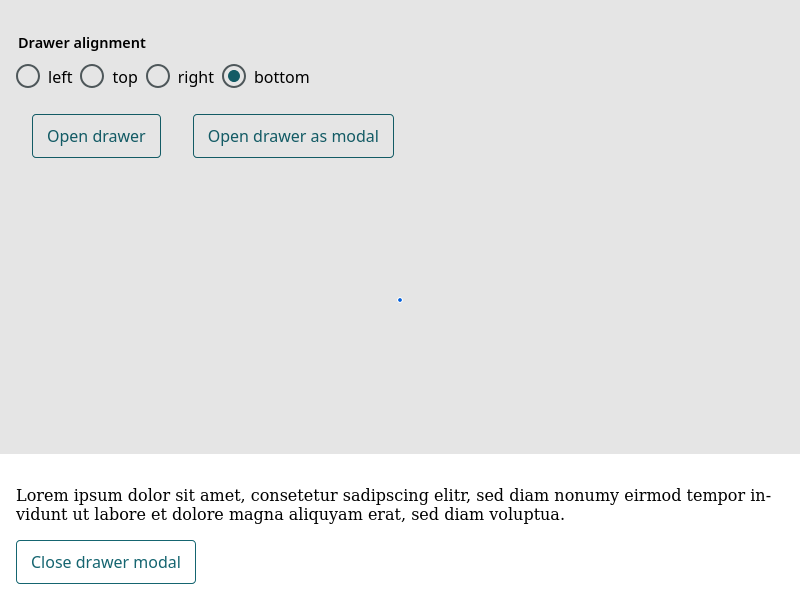 Drawer alignment
left top right bottom
Open drawer Open drawer as modal
Lorem ipsum dolor sit amet, consetetur sadipscing elitr, sed diam nonumy eirmod tempor in-
vidunt ut labore et dolore magna aliquyam erat, sed diam voluptua.
Close drawer modal